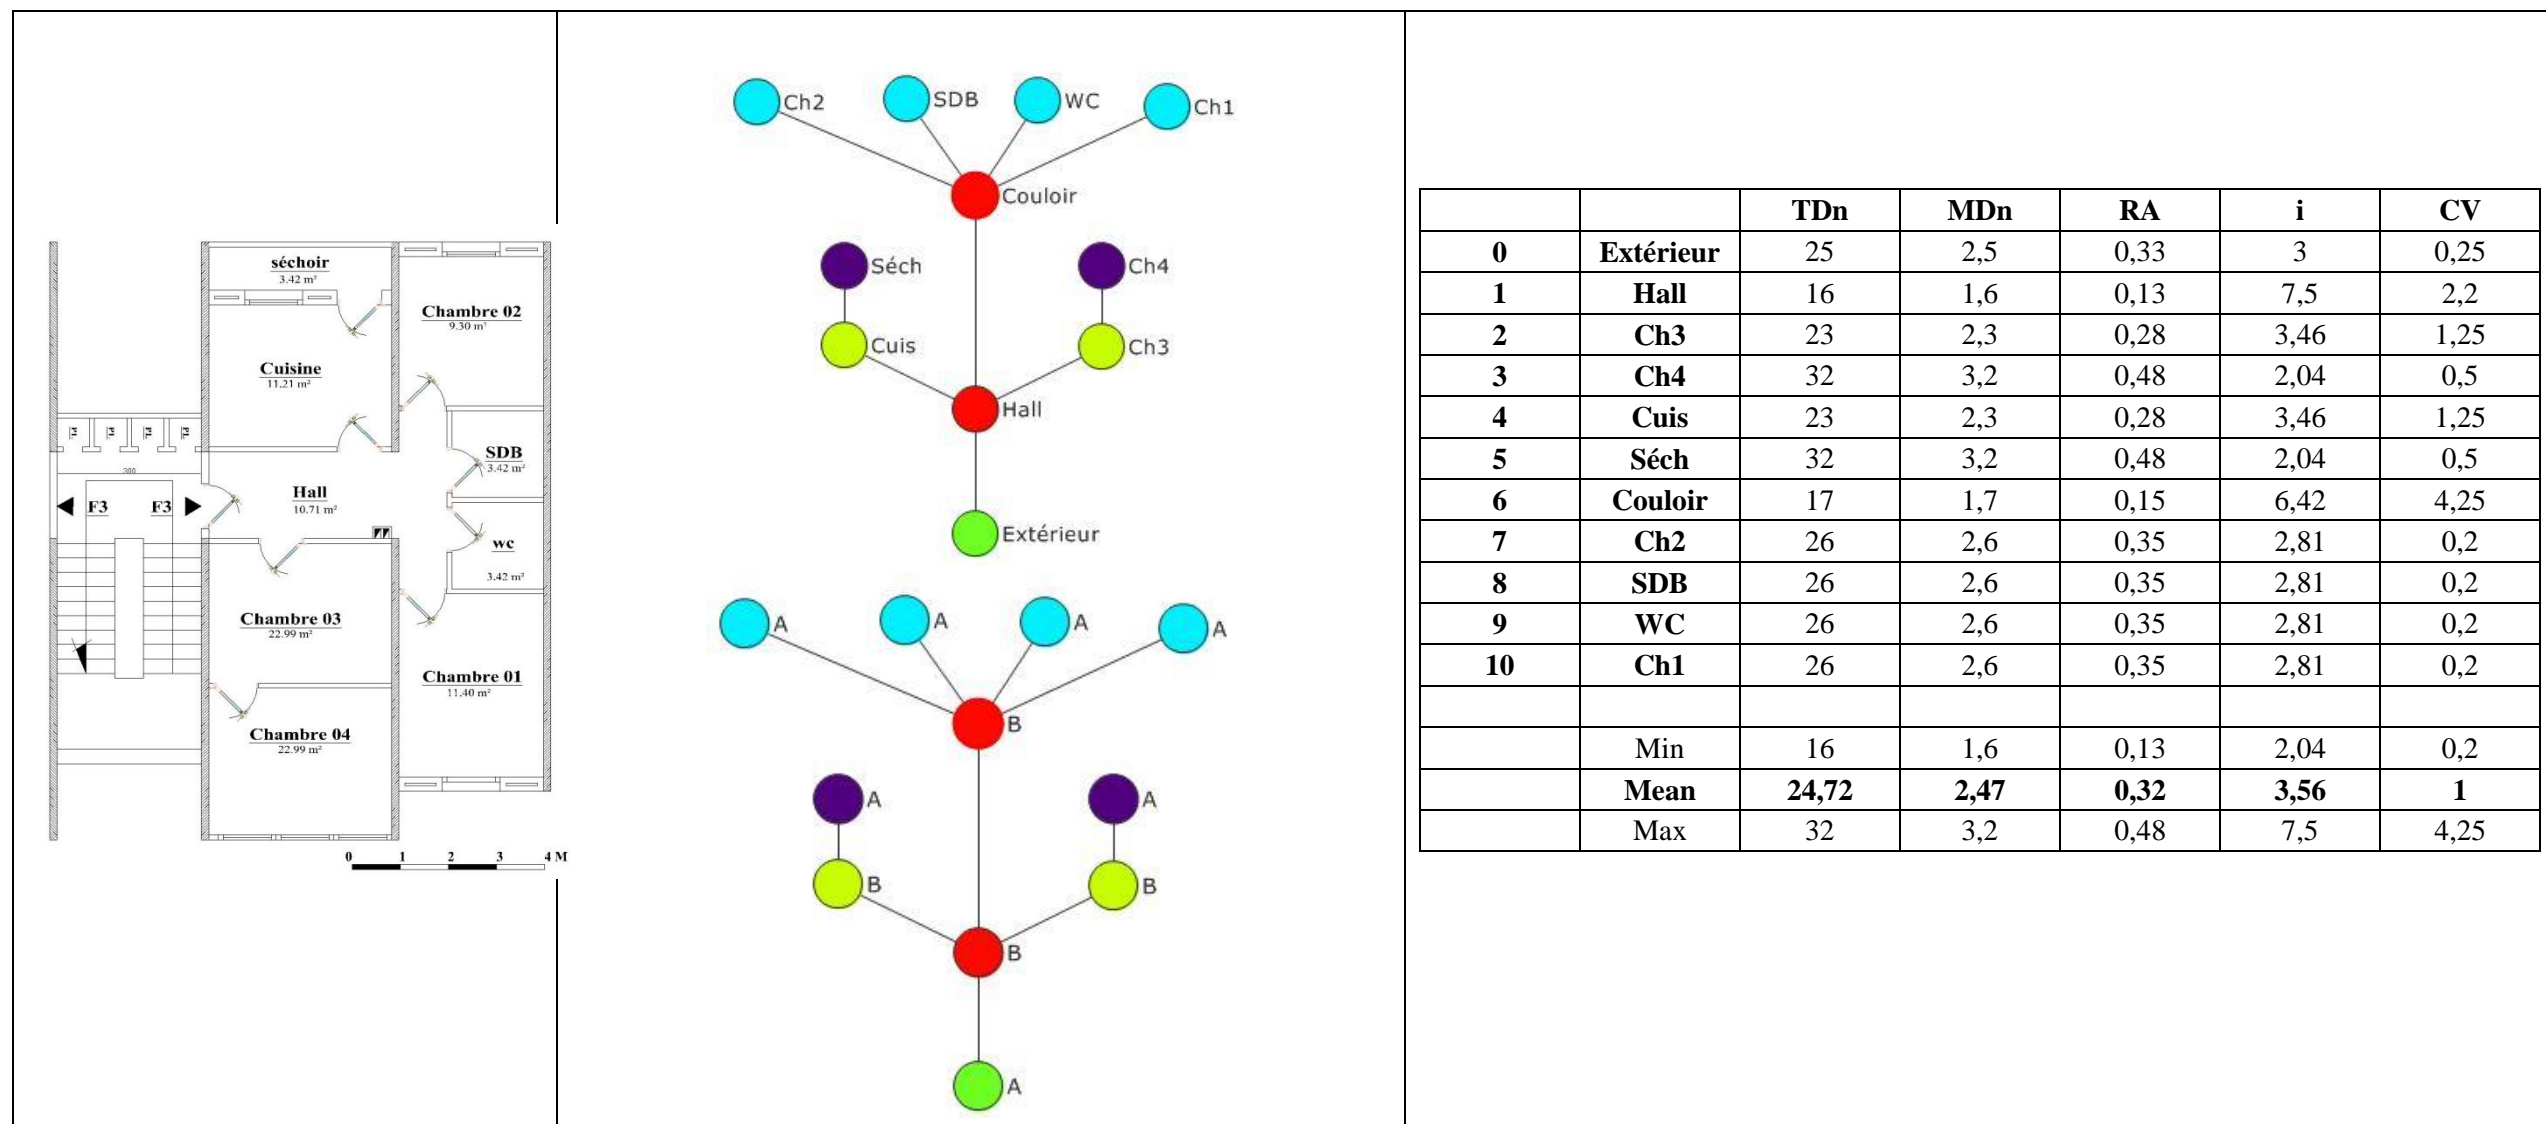 séchoir
3.42 m²
Chambre 02
9.30 m²
Cuisine
11.21 m²
SDB
3.42 m²
300
Hall
10.71 m²
F3 F3
wc
3.42 m²
Chambre 03
22.99 m²
Chambre 01
11.40 m²
Chambre 04
22.99 m²
0 1 2 3 4 M
Ch2 SDB WC Ch1
Couloir
Séch Ch4
Cuis Ch3
Hall
Extérieur
A A A A
B
A A
B B
B
A
TDn MDn RA i CV
0 Extérieur 25 2,5 0,33 3 0,25
1 Hall 16 1,6 0,13 7,5 2,2
2 Ch3 23 2,3 0,28 3,46 1,25
3 Ch4 32 3,2 0,48 2,04 0,5
4 Cuis 23 2,3 0,28 3,46 1,25
5 Séch 32 3,2 0,48 2,04 0,5
6 Couloir 17 1,7 0,15 6,42 4,25
7 Ch2 26 2,6 0,35 2,81 0,2
8 SDB 26 2,6 0,35 2,81 0,2
9 WC 26 2,6 0,35 2,81 0,2
10 Ch1 26 2,6 0,35 2,81 0,2
Min 16 1,6 0,13 2,04 0,2
Mean 24,72 2,47 0,32 3,56 1
Max 32 3,2 0,48 7,5 4,25